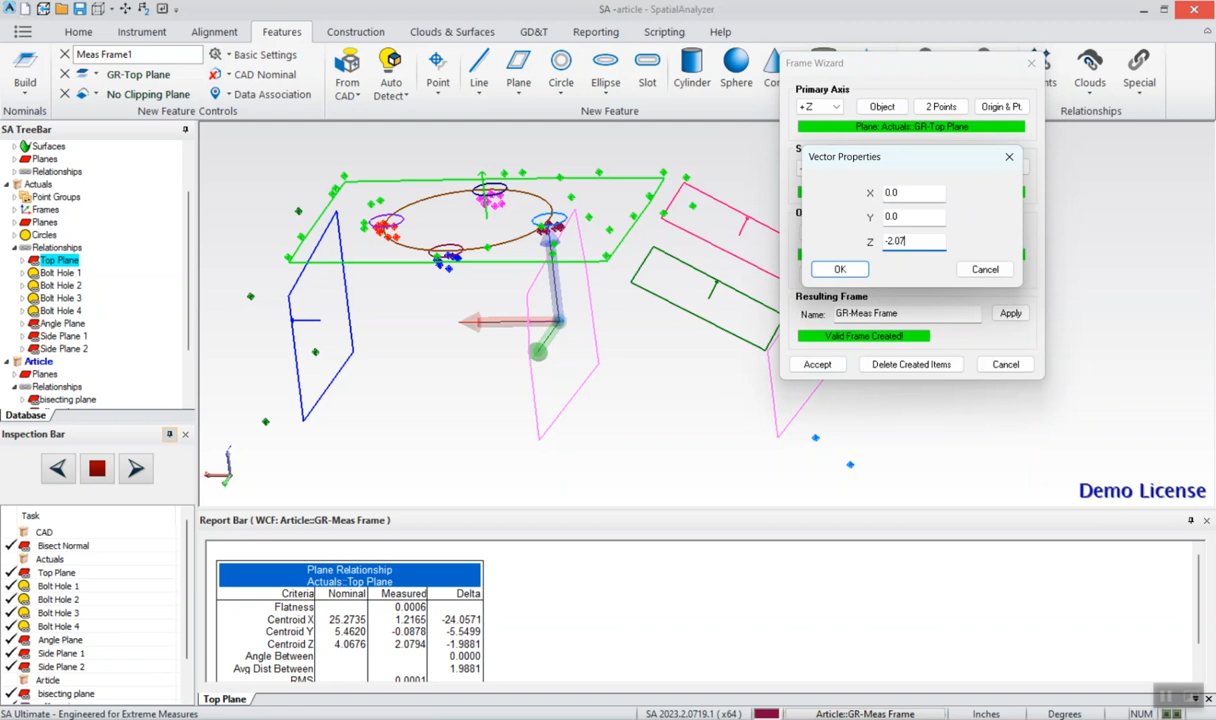 SA -article - SpatialAnalyzer
Home Instrument Alignment Features Construction Clouds & Surfaces GD&T Reporting Scripting Help
Build
Nominals
Meas Frame1
GR-Top Plane
No Clipping Plane
Basic Settings
CAD Nominal
Data Association
New Feature Controls
From CAD
Auto Detect
Point
Line
Plane
Circle
Ellipse
Slot
Cylinder
Sphere
New Feature
Clouds
Special
Relationships
SA TreeBar
Surfaces
Planes
Relationships
Actuals
Point Groups
Frames
Planes
Circles
Relationships
Top Plane
Bolt Hole 1
Bolt Hole 2
Bolt Hole 3
Bolt Hole 4
Angle Plane
Side Plane 1
Side Plane 2
Article
Planes
Relationships
bisecting plane
Database
Inspection Bar
Task
CAD
Bisect Normal
Actuals
Top Plane
Bolt Hole 1
Bolt Hole 2
Bolt Hole 3
Bolt Hole 4
Angle Plane
Side Plane 1
Side Plane 2
Article
bisecting plane
Frame Wizard
Primary Axis
+Z Object 2 Points Origin & Pt.
Plane: Actuals: GR-Top Plane
Vector Properties
X 0.0
Y 0.0
Z -2.07
OK Cancel
Resulting Frame
Name: GR-Meas Frame Apply
Valid Frame Created!
Accept Delete Created Items Cancel
Demo License
Report Bar ( WCF: Article::GR-Meas Frame )
Plane Relationship
Actuals::Top Plane
Criteria Nominal Measured Delta
Flatness 0.0006
Centroid X 25.2735 1.2165 -24.0571
Centroid Y 5.4620 -0.0878 -5.5499
Centroid Z 4.0676 2.0794 -1.9881
Angle Between 0.0000
Avg Dist Between 1.9881
RMS 0.0001
Top Plane
SA Ultimate - Engineered for Extreme Measures
SA 2023.2.0719.1 ( x64 ) Article::GR-Meas Frame Inches Degrees NUM